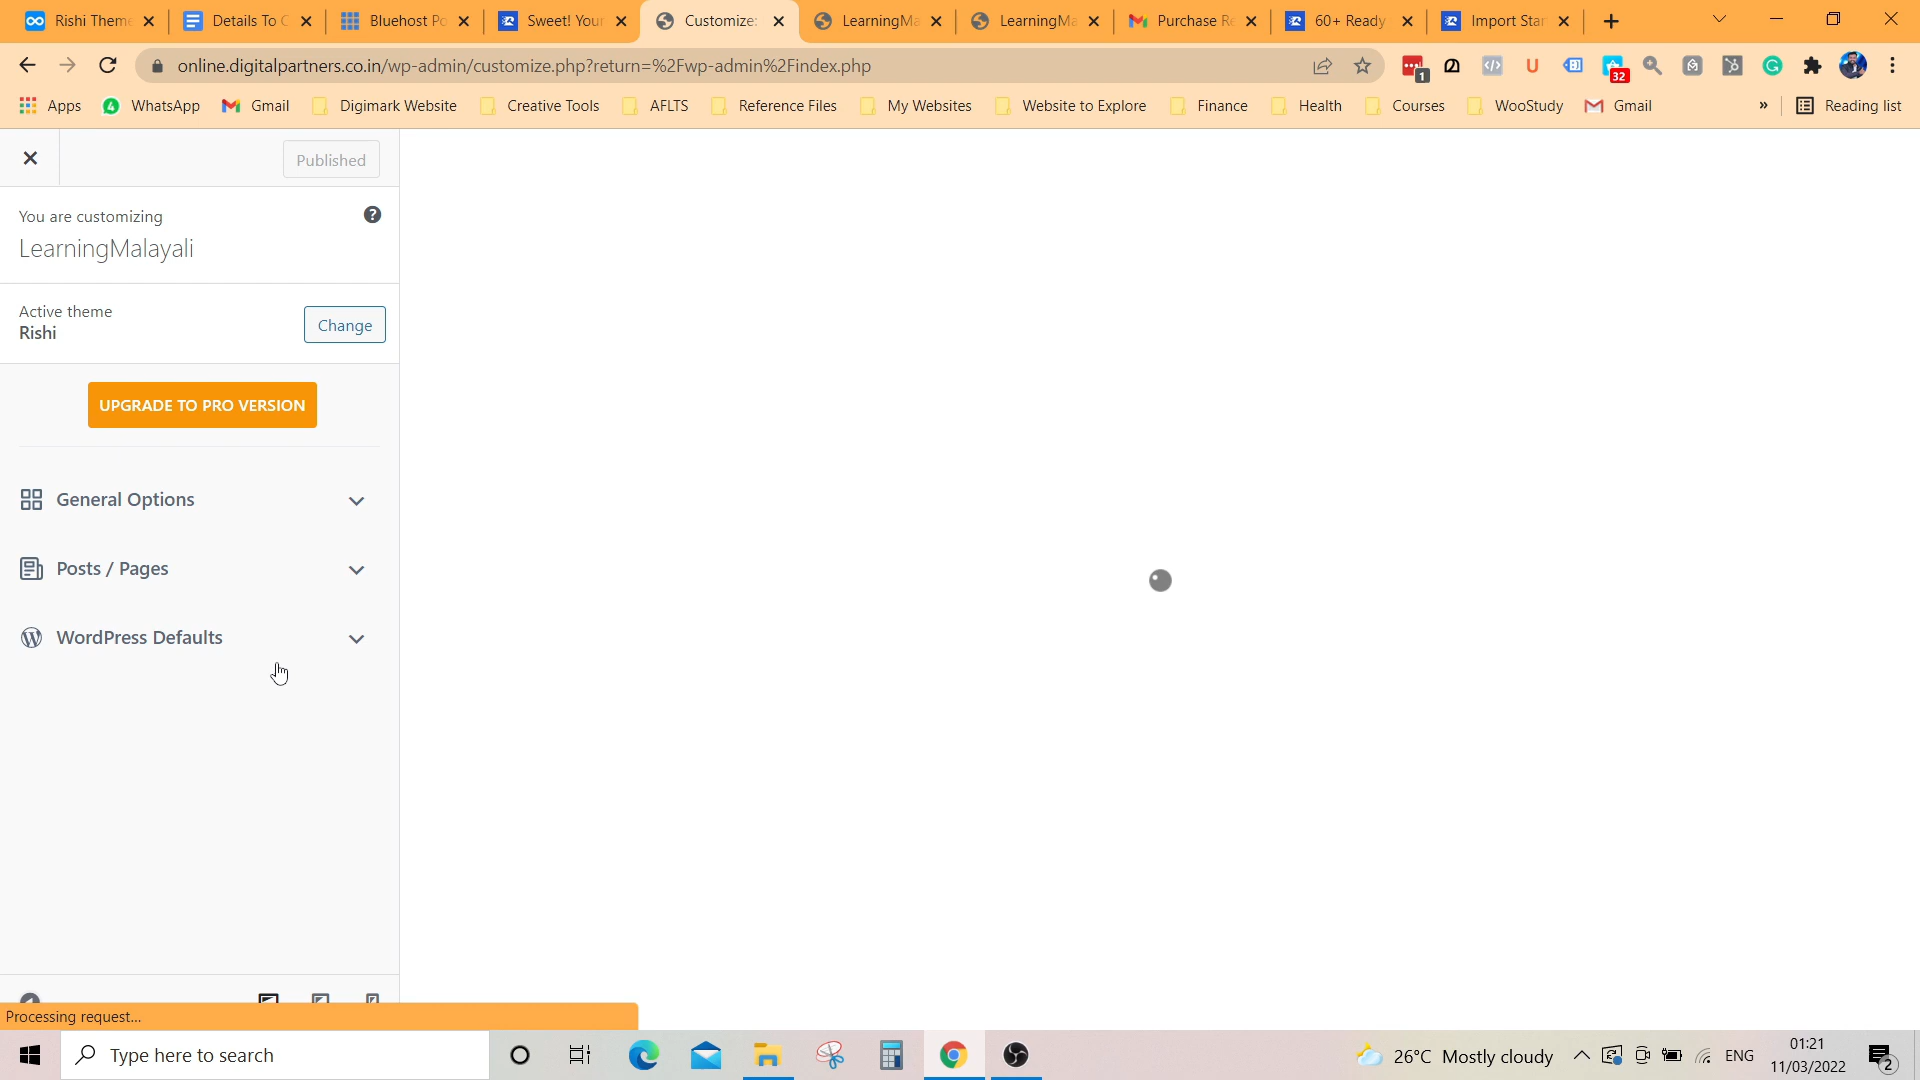 Rishi Theme
Details To C
Bluehost Po
Sweet! Your
Customize:
LearningMa
LearningMa
Purchase Re
60+ Ready
Import Star
online.digitalpartners.co.in/wp-admin/customize.php?return=%2Fwp-admin%2Findex.php
1
32
Apps
4
WhatsApp
Gmail
Digimark Website
Creative Tools
AFLTS
Reference Files
My Websites
Website to Explore
Finance
Health
Courses
WooStudy
Gmail
»
Reading list
Published
You are customizing
LearningMalayali
Active theme
Rishi
Change
UPGRADE TO PRO VERSION
General Options
Posts / Pages
WordPress Defaults
Processing request...
Type here to search
26°C Mostly cloudy
ENG
01:21
11/03/2022
2